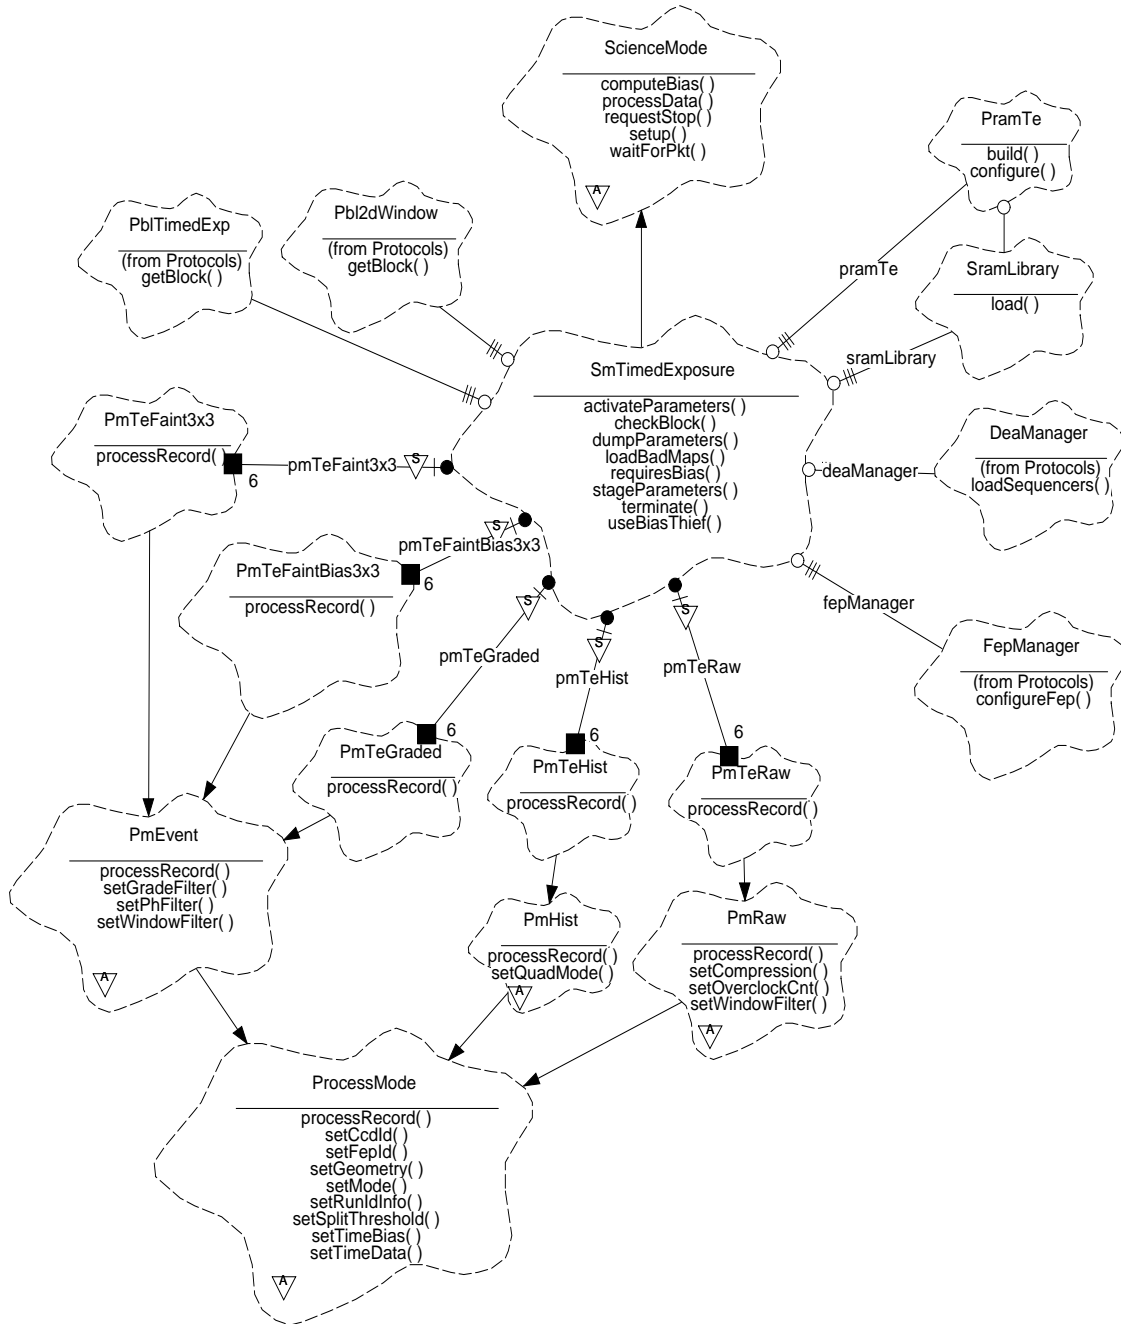 ScienceMode
computeBias( )
processData( )
requestStop( )
setup( )
waitForPkt( )
A
PramTe
build( )
configure( )
PblTimedExp
(from Protocols)
getBlock( )
Pbl2dWindow
(from Protocols)
getBlock( )
pramTe
SramLibrary
load( )
sramLibrary
SmTimedExposure
activateParameters( )
checkBlock( )
dumpParameters( )
loadBadMaps( )
requiresBias( )
stageParameters( )
terminate( )
useBiasThief( )
PmTeFaint3x3
processRecord( )
6
pmTeFaint3x3
S
DeaManager
(from Protocols)
loadSequencers( )
deaManager
S
pmTeFaintBias3x3
PmTeFaintBias3x3
processRecord( )
6
S
pmTeGraded
S
pmTeHist
S
pmTeRaw
fepManager
FepManager
(from Protocols)
configureFep( )
6
PmTeGraded
processRecord( )
6
PmTeHist
processRecord( )
6
PmTeRaw
processRecord( )
PmEvent
processRecord( )
setGradeFilter( )
setPhFilter( )
setWindowFilter( )
A
PmHist
processRecord( )
setQuadMode( )
A
PmRaw
processRecord( )
setCompression( )
setOverclockCnt( )
setWindowFilter( )
A
ProcessMode
processRecord( )
setCcdId( )
setFepId( )
setGeometry( )
setMode( )
setRunIdInfo( )
setSplitThreshold( )
setTimeBias( )
setTimeData( )
A